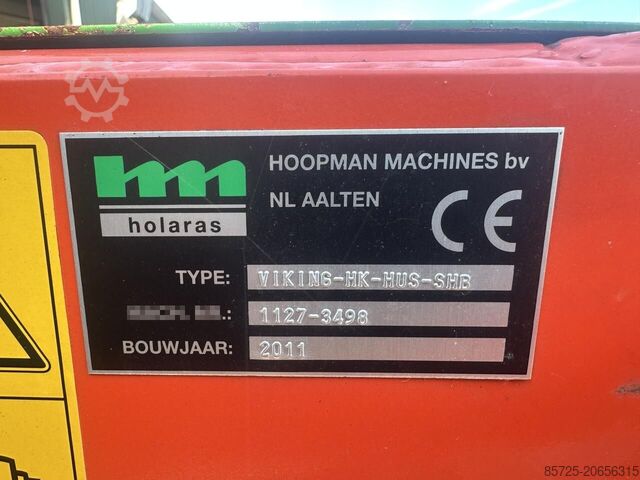 hm
holaras
HOOPMAN MACHINES bv
NL AALTEN
CE
TYPE: VIKING-HK-HUS-SHB
.: 1127-3498
BOUWJAAR: 2011
85725-20656315